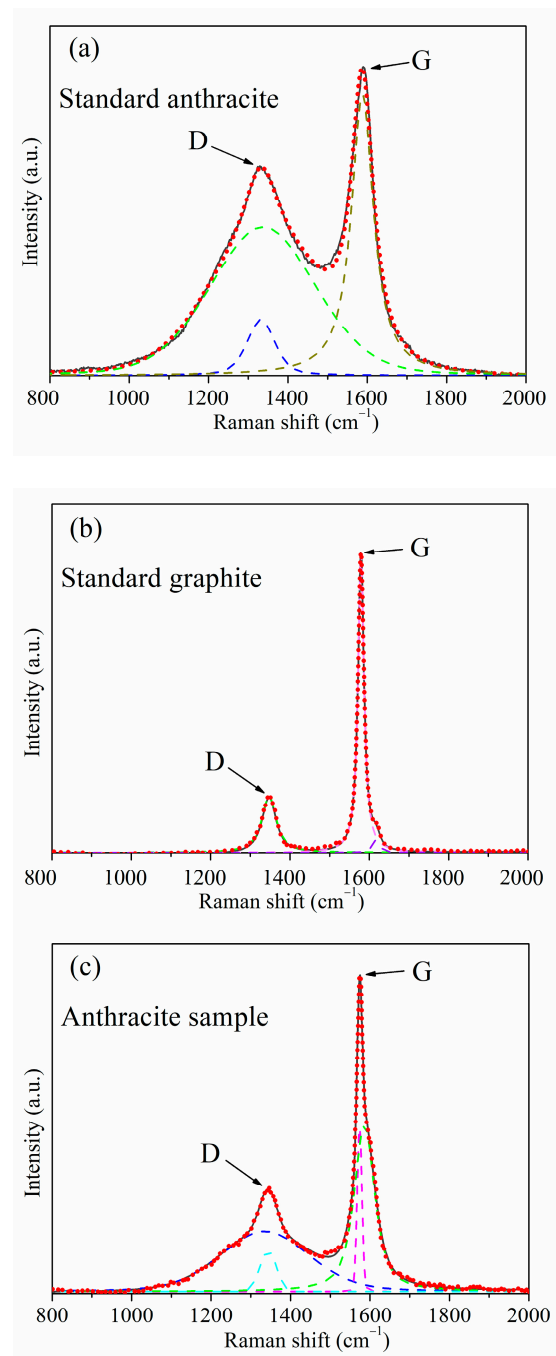 (a)
G
Standard anthracite
D
Intensity (a.u.)
800 1000 1200 1400 1600 1800 2000
Raman shift (cm⁻¹)
(b)
G
Standard graphite
D
Intensity (a.u.)
800 1000 1200 1400 1600 1800 2000
Raman shift (cm⁻¹)
(c)
G
Anthracite sample
D
Intensity (a.u.)
800 1000 1200 1400 1600 1800 2000
Raman shift (cm⁻¹)